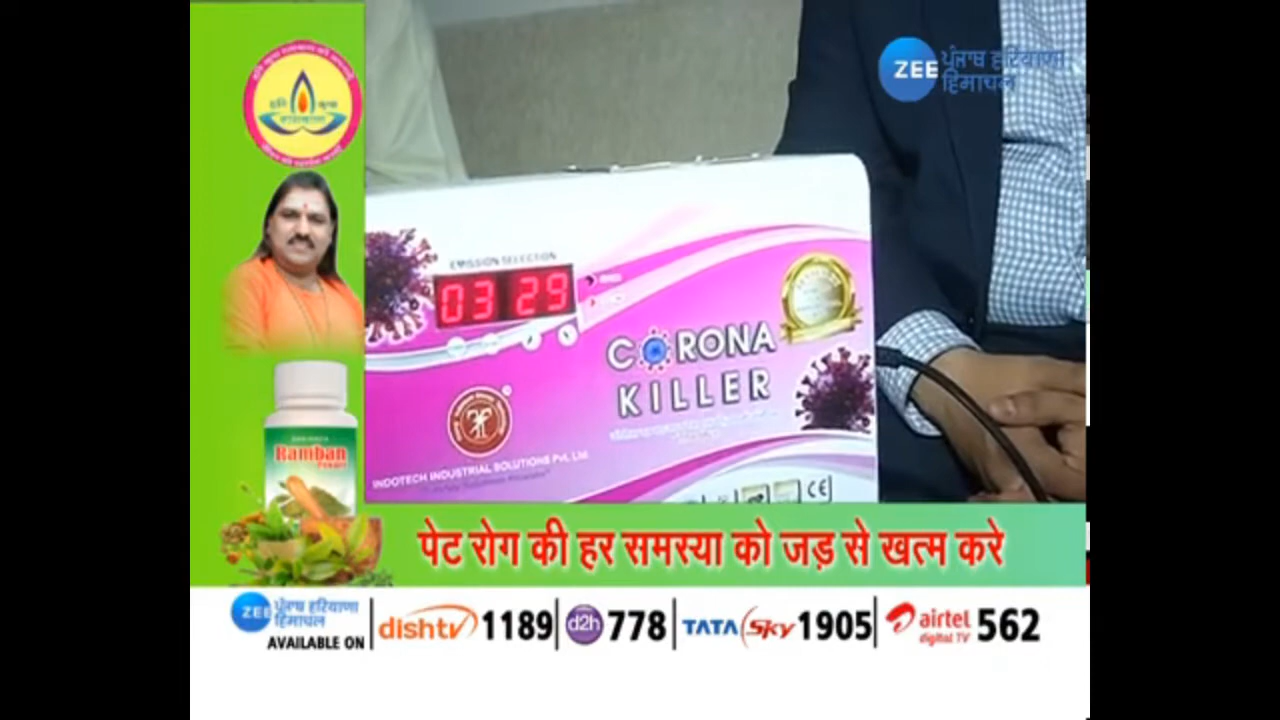 ZEE ਪੰਜਾਬ हरियाणा
हिमाचल
EMISSION SELECTION
03 29
CORONA
KILLER
INDOTECH INDUSTRIAL SOLUTIONS Pvt. Ltd.
CE
Ramban
Powder
पेट रोग की हर समस्या को जड़ से खत्म करे
ZEE ਪੰਜਾਬ हरियाणा
हिमाचल
AVAILABLE ON
dishtv 1189
d2h 778
TATA Sky 1905
airtel
digital TV 562